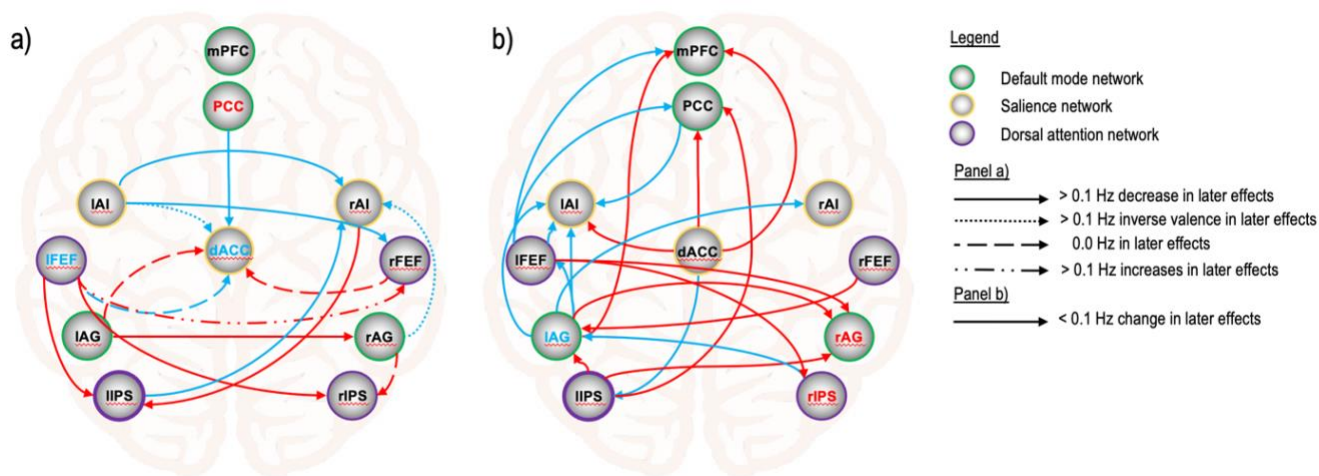 a)
mPFC
PCC
lAI
rAI
dACC
lFEF
rFEF
lAG
rAG
lIPS
rIPS
b)
mPFC
PCC
lAI
rAI
dACC
lFEF
rFEF
lAG
rAG
lIPS
rIPS
Legend
Default mode network
Salience network
Dorsal attention network
Panel a)
> 0.1 Hz decrease in later effects
> 0.1 Hz inverse valence in later effects
0.0 Hz in later effects
> 0.1 Hz increases in later effects
Panel b)
< 0.1 Hz change in later effects